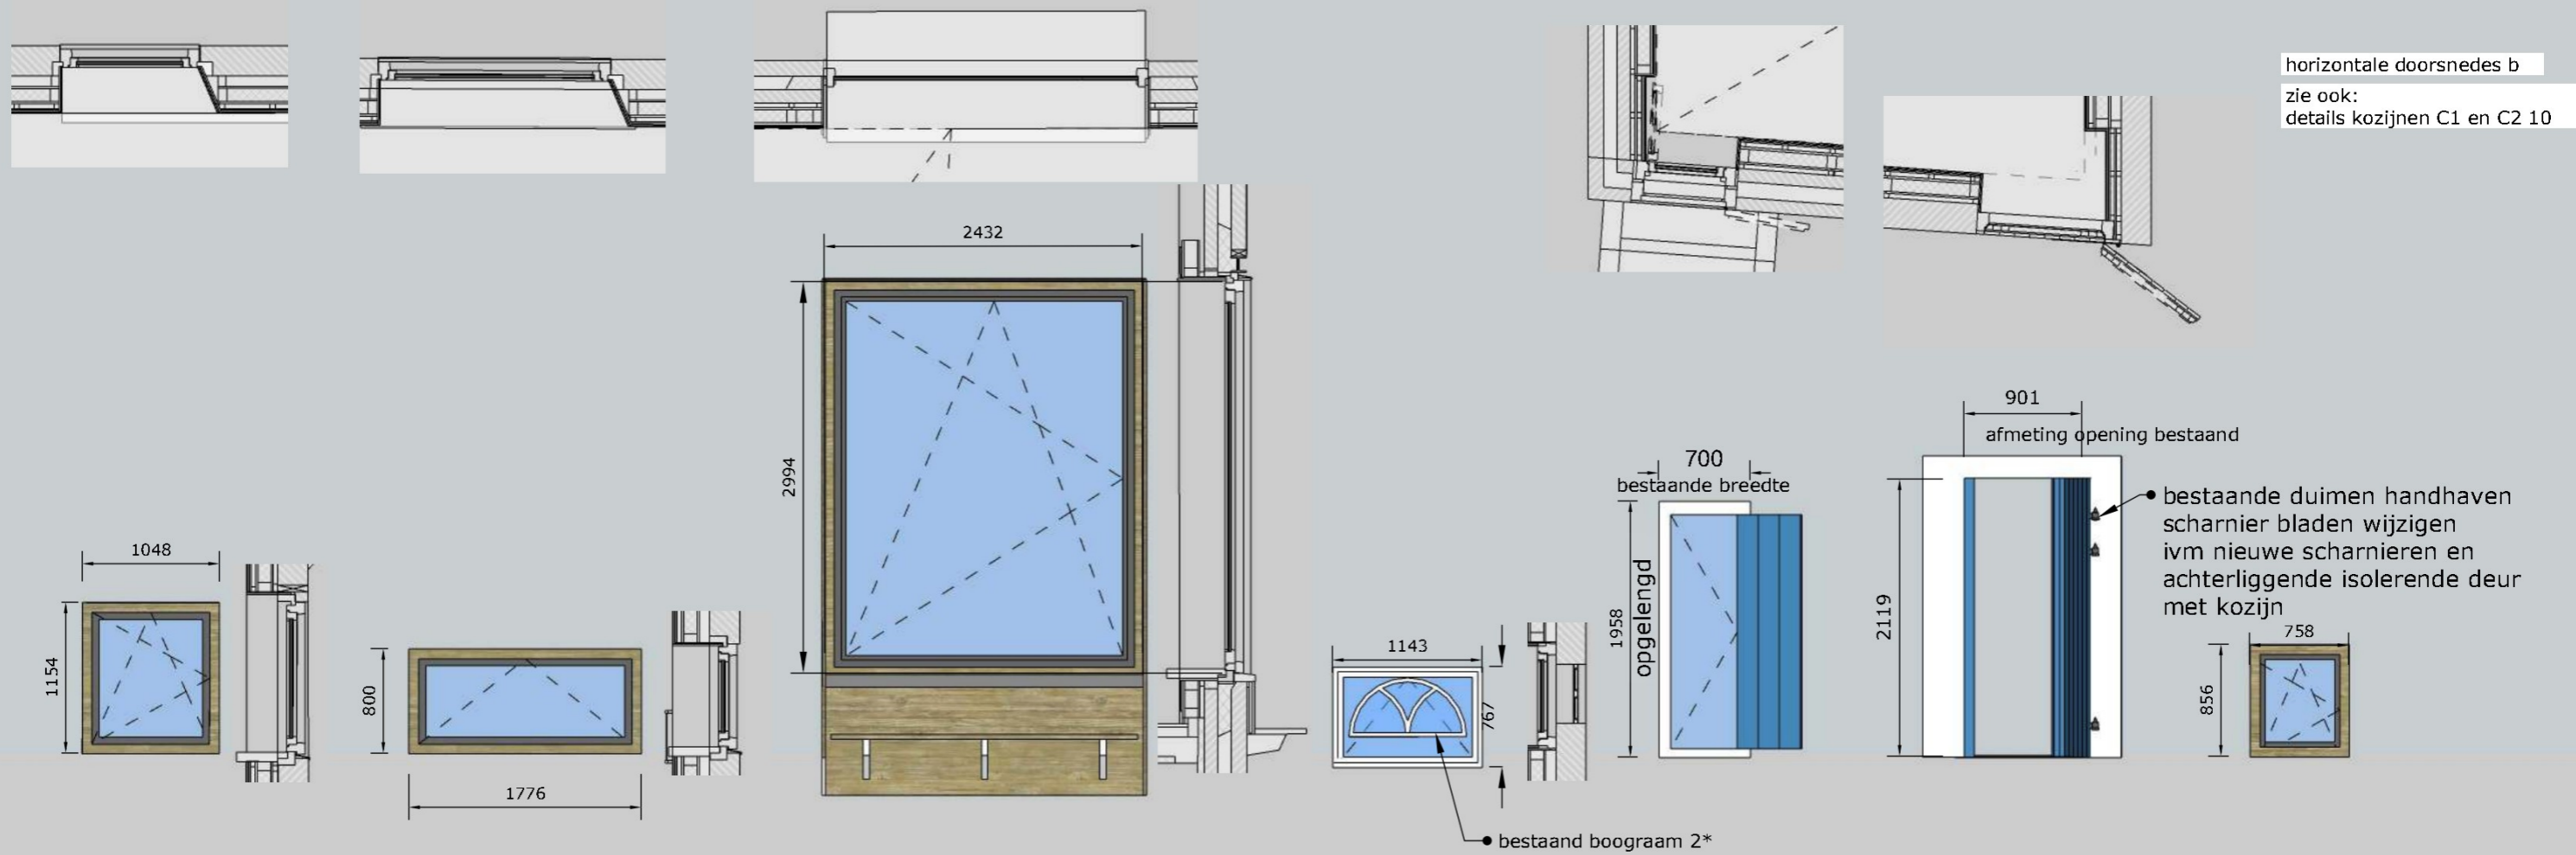 horizontale doorsnedes b
zie ook:
details kozijnen C1 en C2 10
2432
2994
901
afmeting opening bestaand
700
bestaande breedte
1958
opgelengd
2119
bestaande duimen handhaven
scharnier bladen wijzigen
ivm nieuwe scharnieren en
achterliggende isolerende deur
met kozijn
1048
1154
800
1776
1143
767
758
856
bestaand boograam 2*